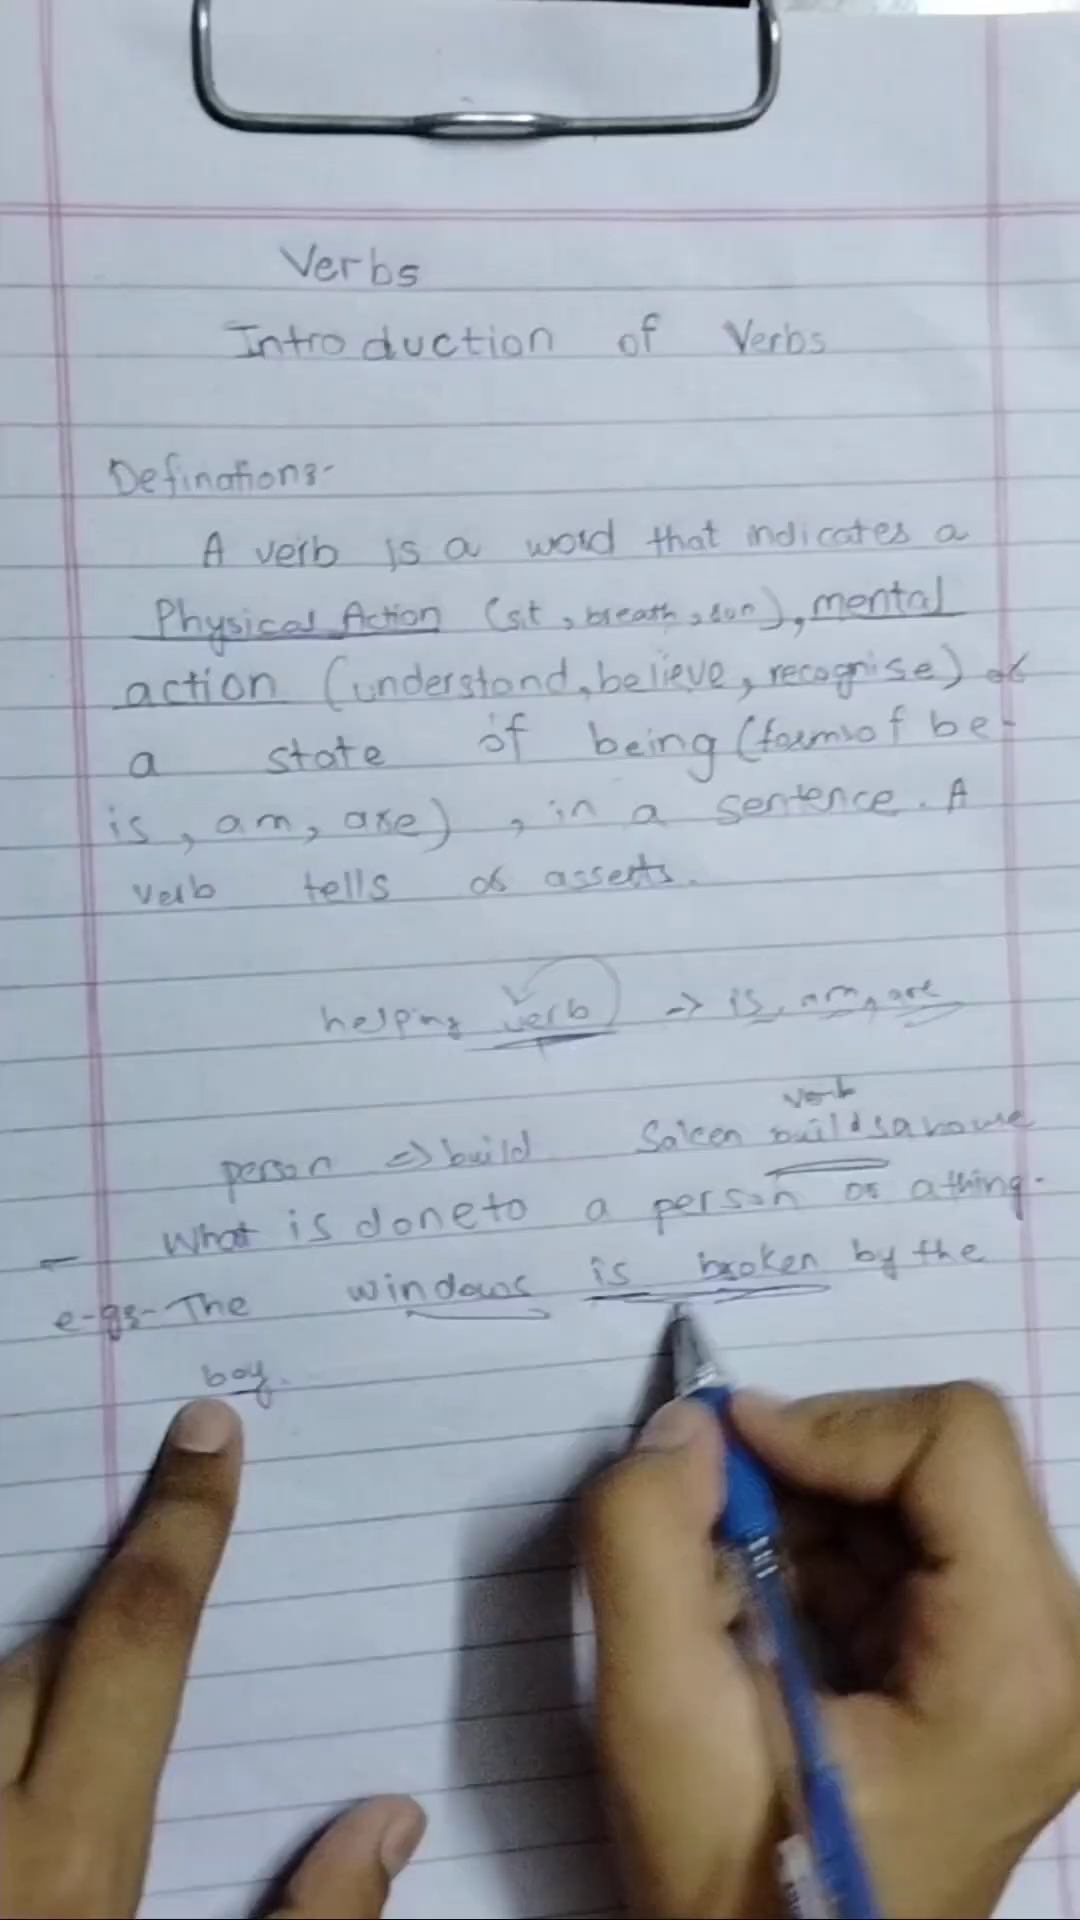 Verbs
Introduction of Verbs
Defination:-
A verb is a word that indicates a
Physical Action (sit, breath, run), mental
action (understand, believe, recognise) or
a state of being (forms of be-
is, am, are), in a sentence. A
verb tells or asserts.
helping verb → is, am, are
verb
person => build Saleen builds a house
- What is done to a person or a thing.
e-g:- The windows is broken by the
boy.